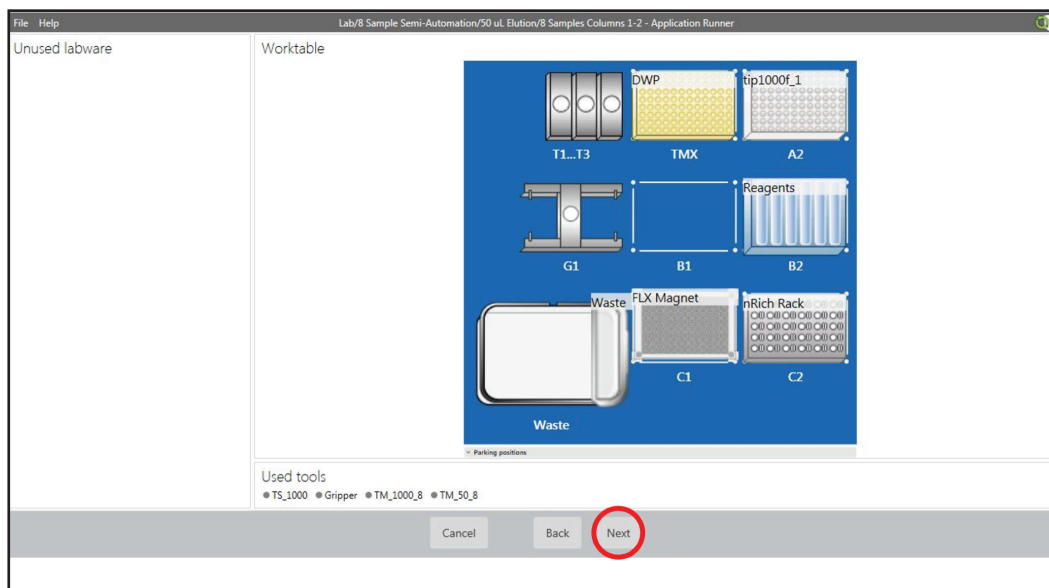 File Help
Lab/8 Sample Semi-Automation/50 uL Elution/8 Samples Columns 1-2 - Application Runner
Unused labware
Worktable
DWP
tip1000f_1
T1...T3
TMX
A2
Reagents
G1
B1
B2
Waste
FLX Magnet
nRich Rack
C1
C2
Waste
Parking positions
Used tools
TS_1000 Gripper TM_1000_8 TM_50_8
Cancel
Back
Next